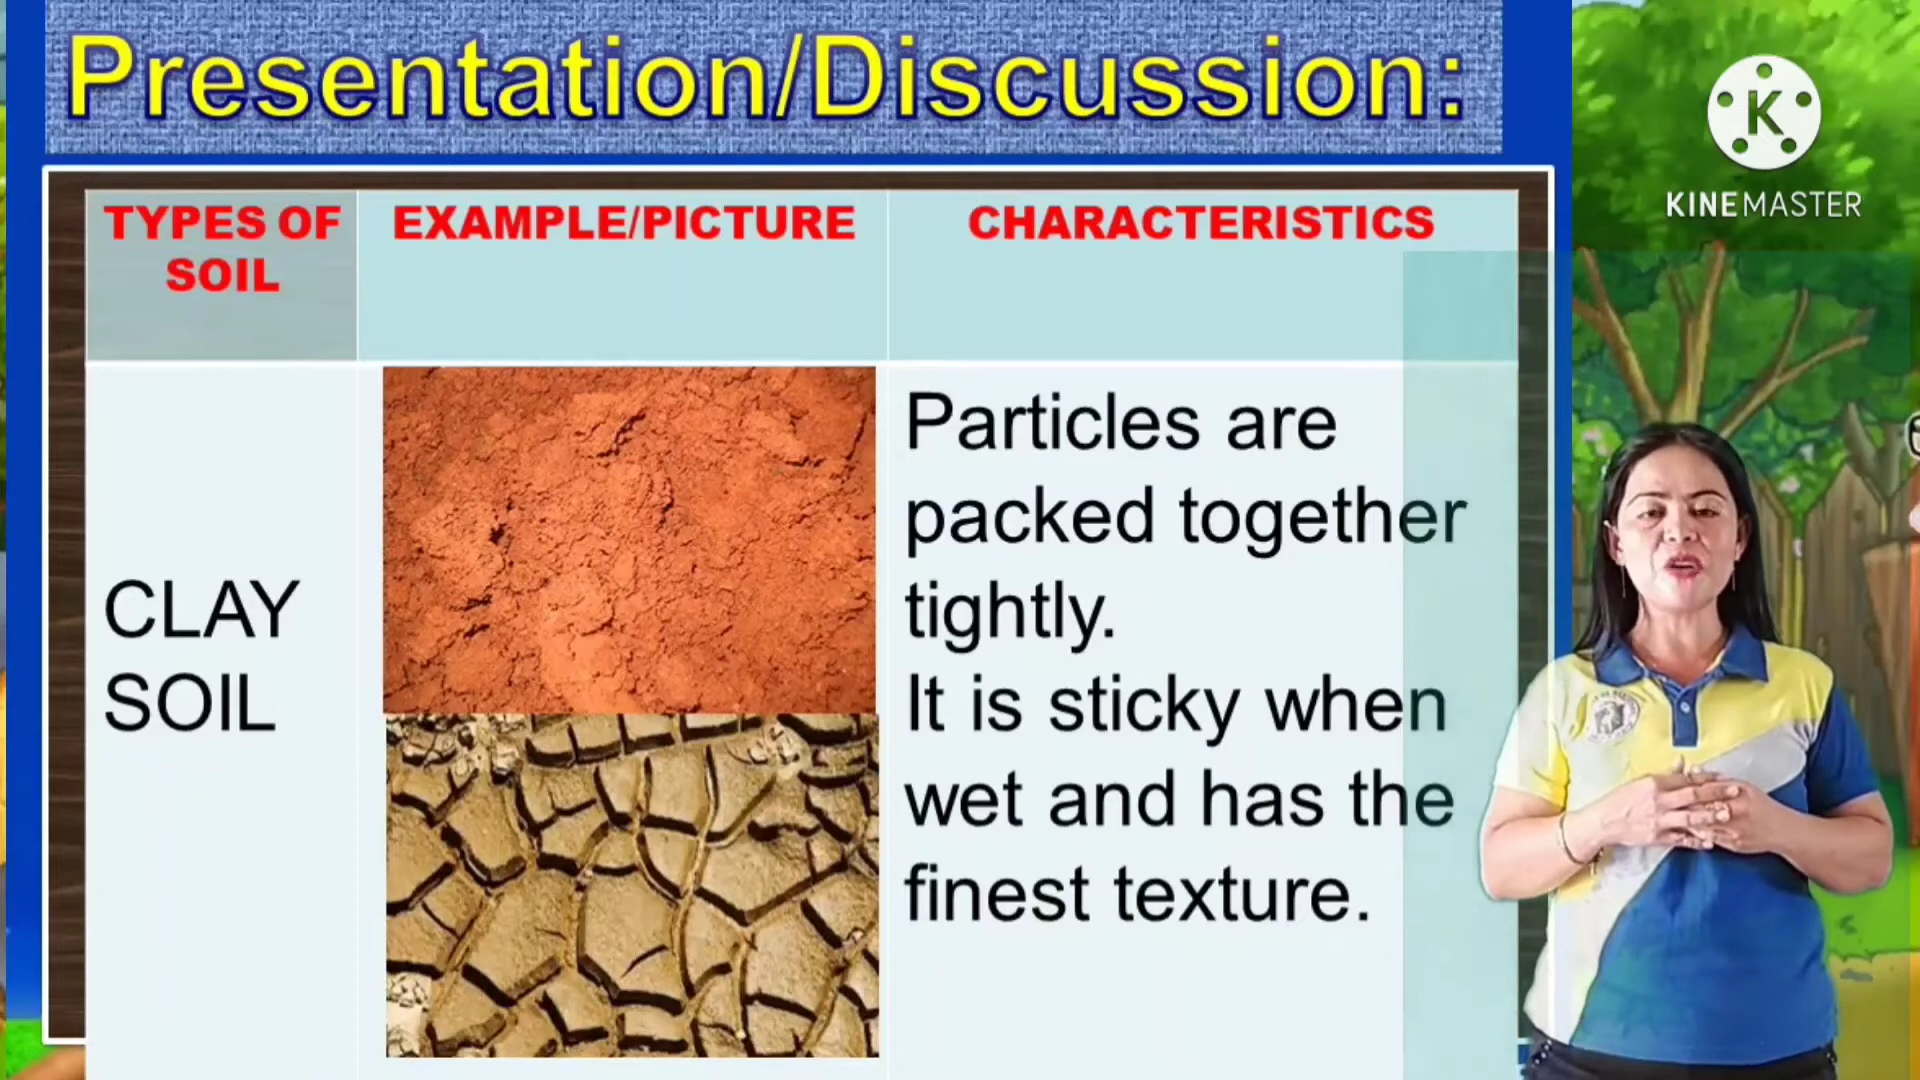 Presentation/Discussion:
K
KINEMASTER
TYPES OF
SOIL
EXAMPLE/PICTURE
CHARACTERISTICS
CLAY
SOIL
Particles are
packed together
tightly.
It is sticky when
wet and has the
finest texture.